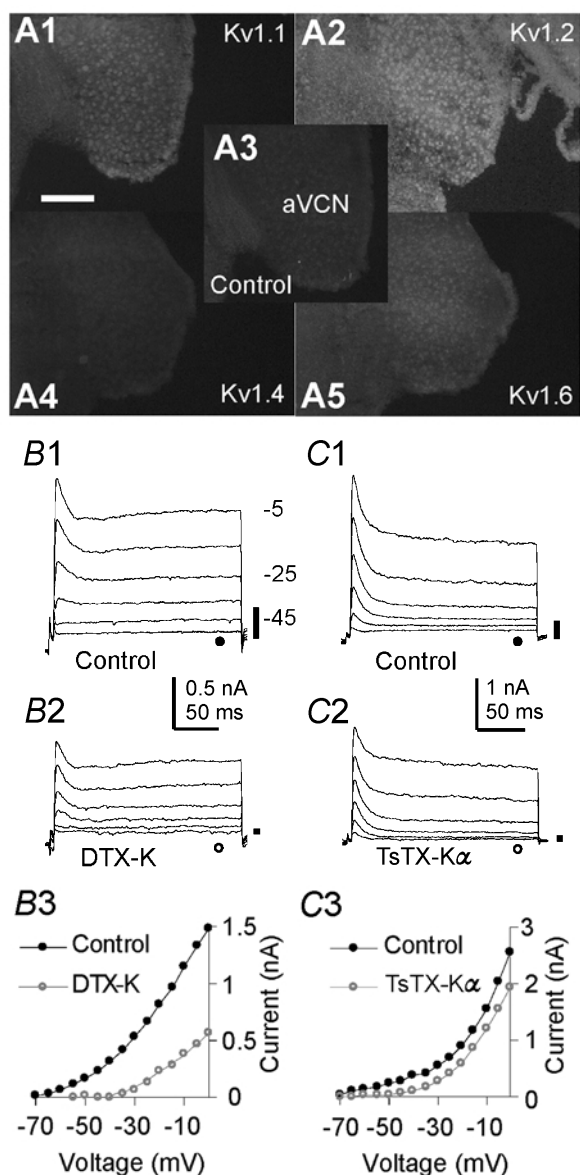 A1 Kv1.1
A2 Kv1.2
A3
aVCN
Control
A4 Kv1.4
A5 Kv1.6
B1
-5
-25
-45
Control
C1
Control
0.5 nA
50 ms
1 nA
50 ms
B2
DTX-K
C2
TsTX-Kα
B3
Control
DTX-K
1.5
1
0.5
0
Current (nA)
-70 -50 -30 -10
Voltage (mV)
C3
Control
TsTX-Kα
3
2
1
0
Current (nA)
-70 -50 -30 -10
Voltage (mV)